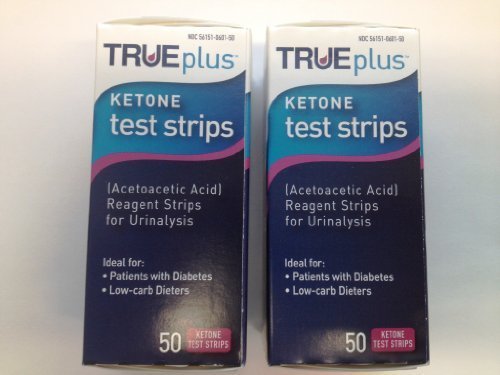 NDC 56151-0601-50
TRUEplus™
KETONE
test strips
(Acetoacetic Acid)
Reagent Strips
for Urinalysis
Ideal for:
• Patients with Diabetes
• Low-carb Dieters
50 KETONE
TEST STRIPS
NDC 56151-0601-50
TRUEplus™
KETONE
test strips
(Acetoacetic Acid)
Reagent Strips
for Urinalysis
Ideal for:
• Patients with Diabetes
• Low-carb Dieters
50 KETONE
TEST STRIPS